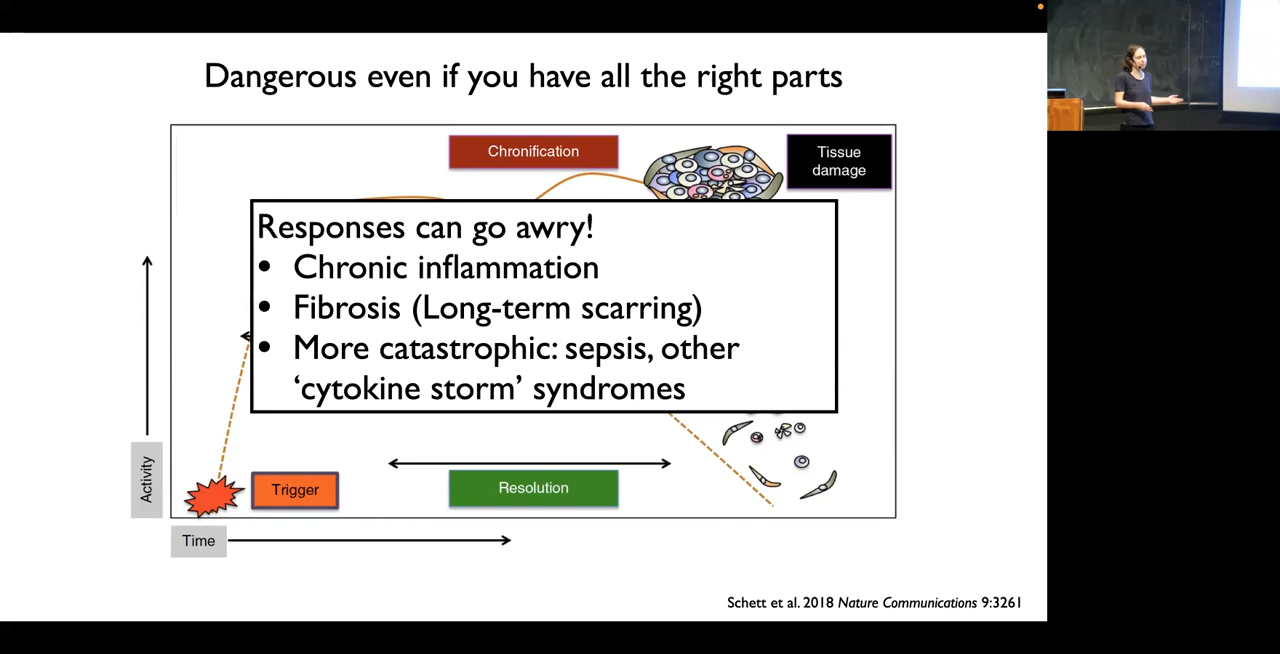 Dangerous even if you have all the right parts
Chronification
Tissue
damage
Responses can go awry!
• Chronic inflammation
• Fibrosis (Long-term scarring)
• More catastrophic: sepsis, other
‘cytokine storm’ syndromes
Activity
Trigger
Resolution
Time
Schett et al. 2018 Nature Communications 9:3261